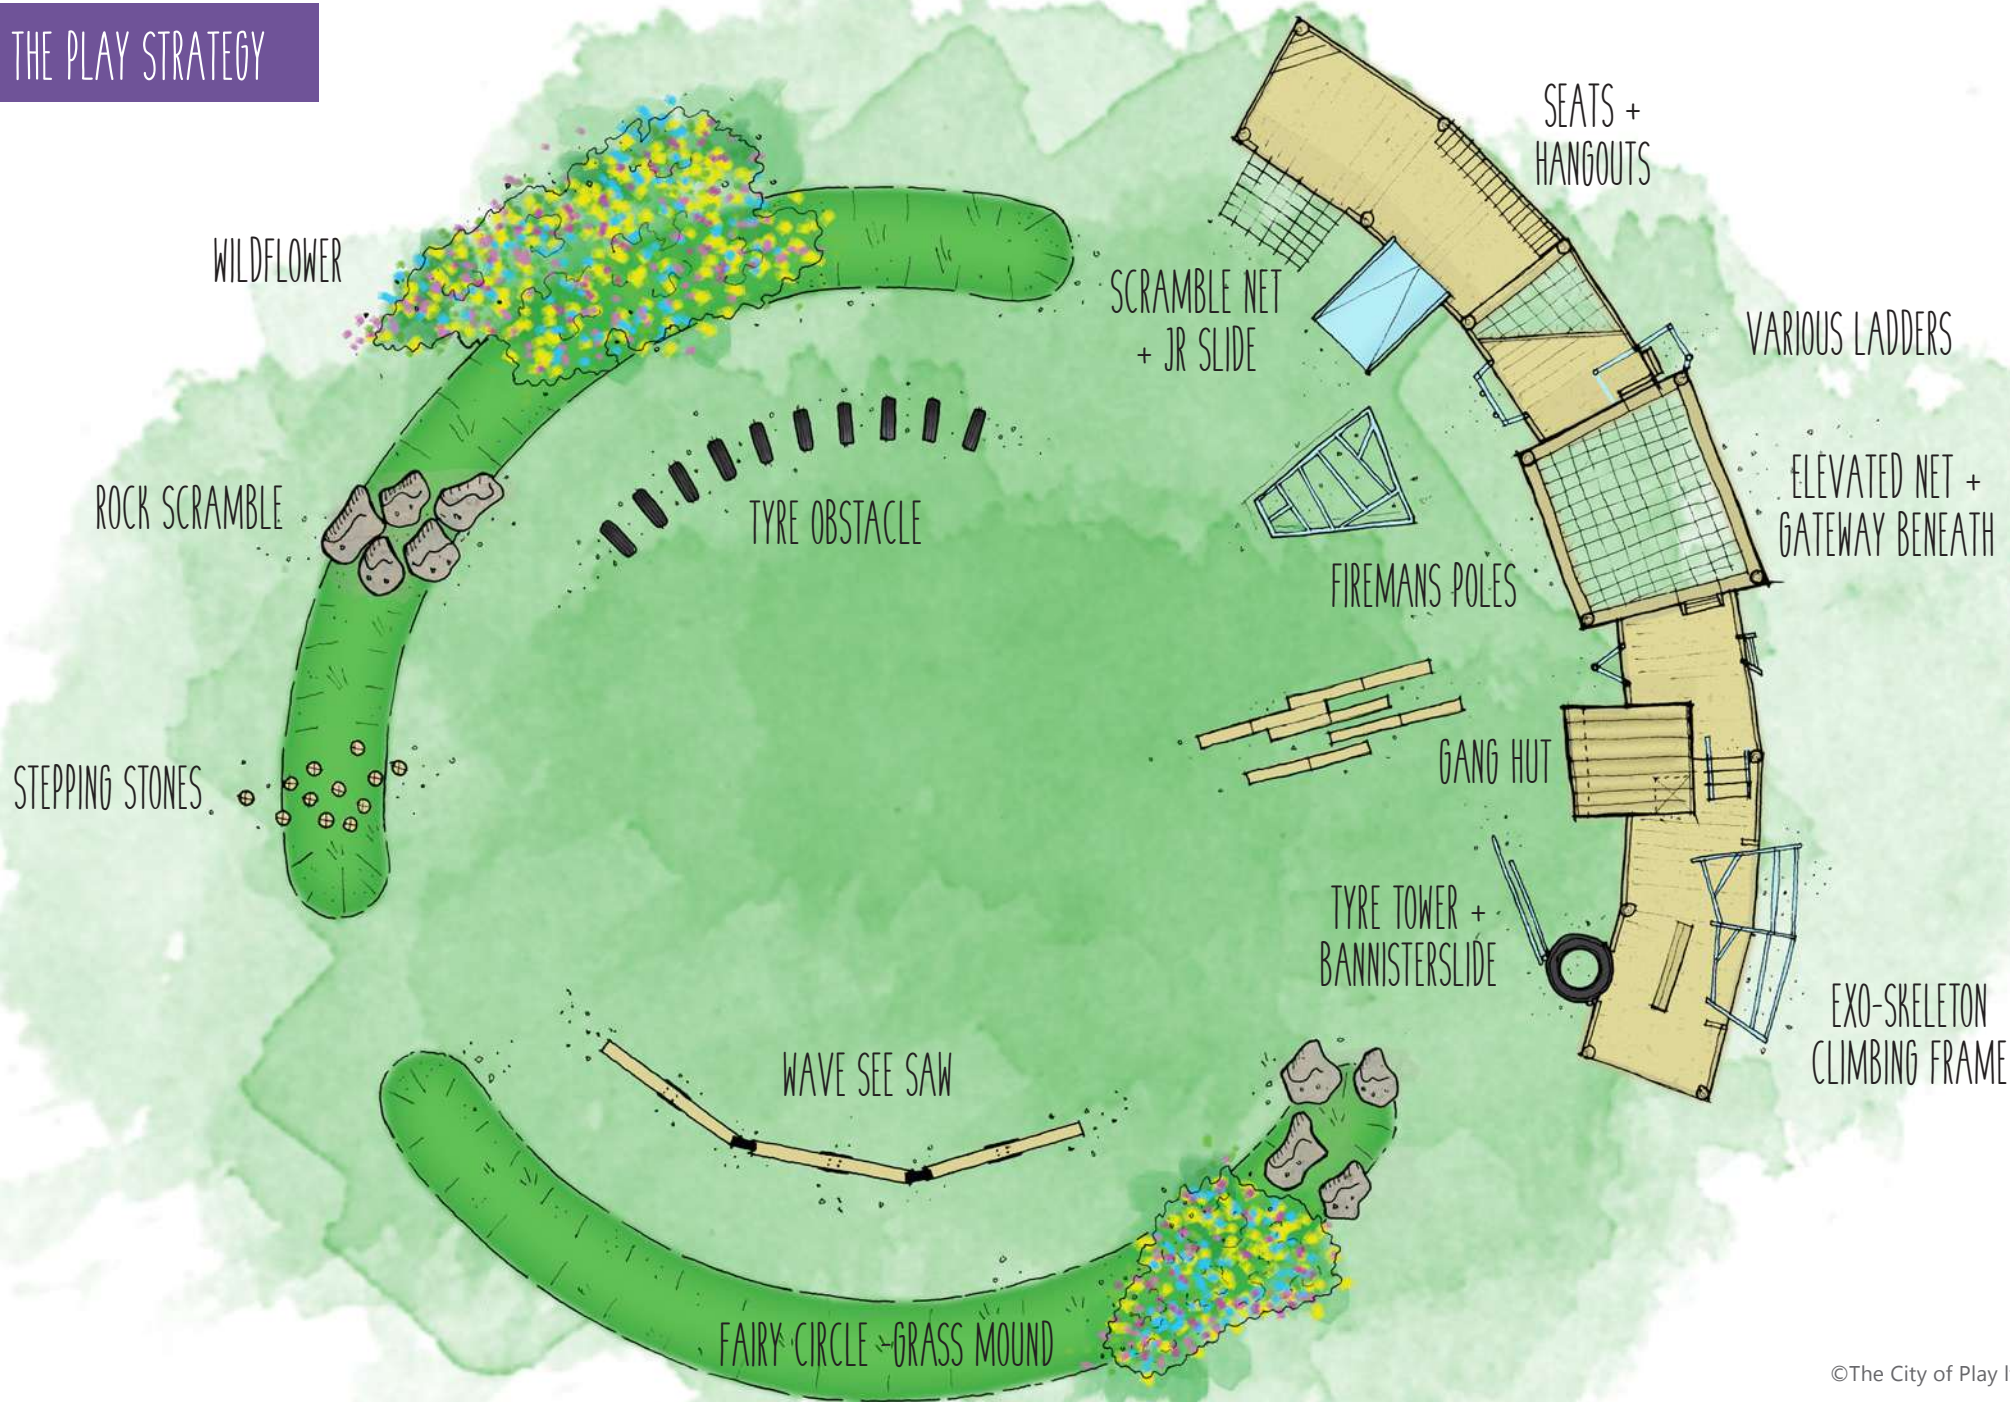 THE PLAY STRATEGY
SEATS +
HANGOUTS
WILDFLOWER
SCRAMBLE NET
+ JR SLIDE
VARIOUS LADDERS
ROCK SCRAMBLE
TYRE OBSTACLE
ELEVATED NET +
GATEWAY BENEATH
FIREMANS POLES
STEPPING STONES
GANG HUT
TYRE TOWER +
BANNISTERSLIDE
EXO-SKELETON
CLIMBING FRAME
WAVE SEE SAW
FAIRY CIRCLE -GRASS MOUND
©The City of Play